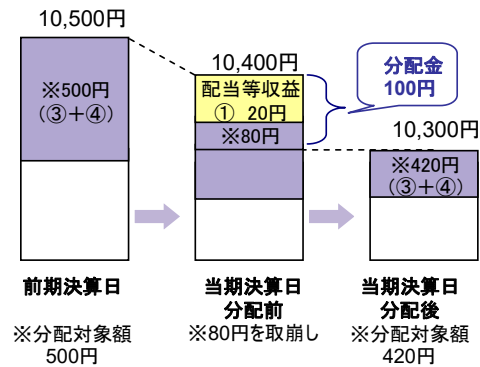 10,500円
※500円
（③＋④）
10,400円
配当等収益
① 20円
※80円
分配金
100円
10,300円
※420円
（③＋④）
前期決算日
※分配対象額
500円
当期決算日
分配前
※80円を取崩し
当期決算日
分配後
※分配対象額
420円